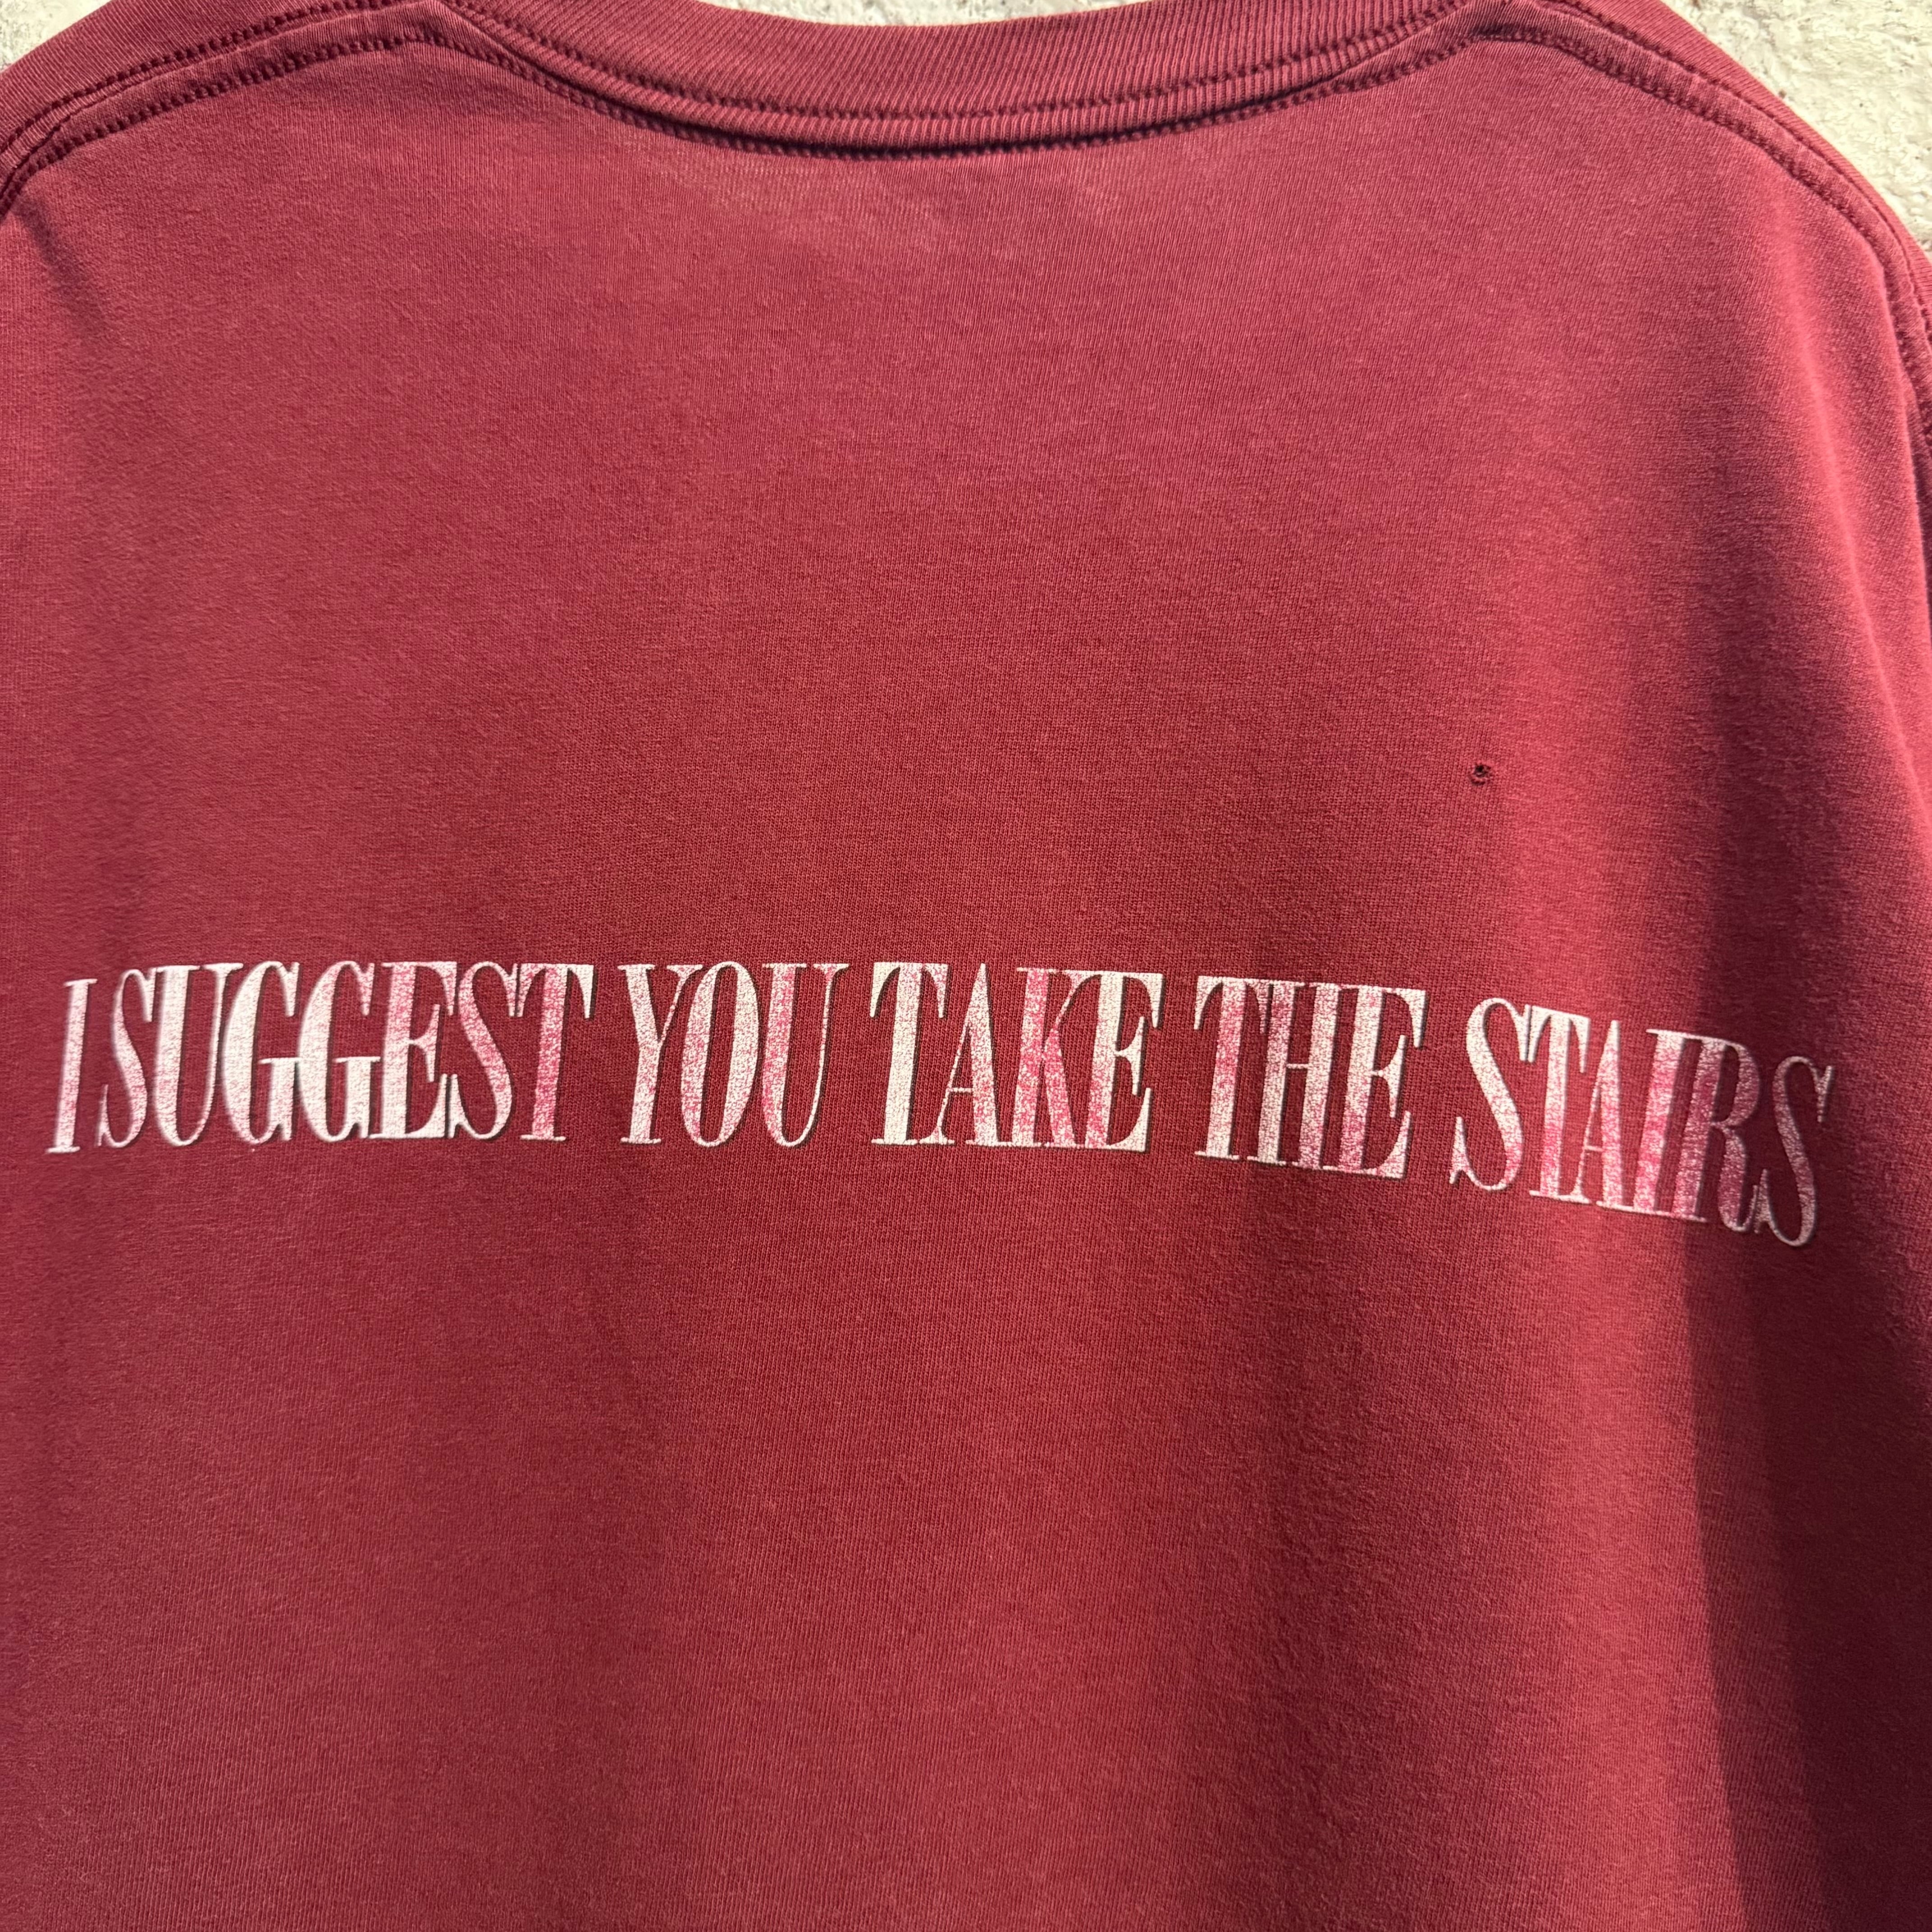 I SUGGEST YOU TAKE THE STAIRS